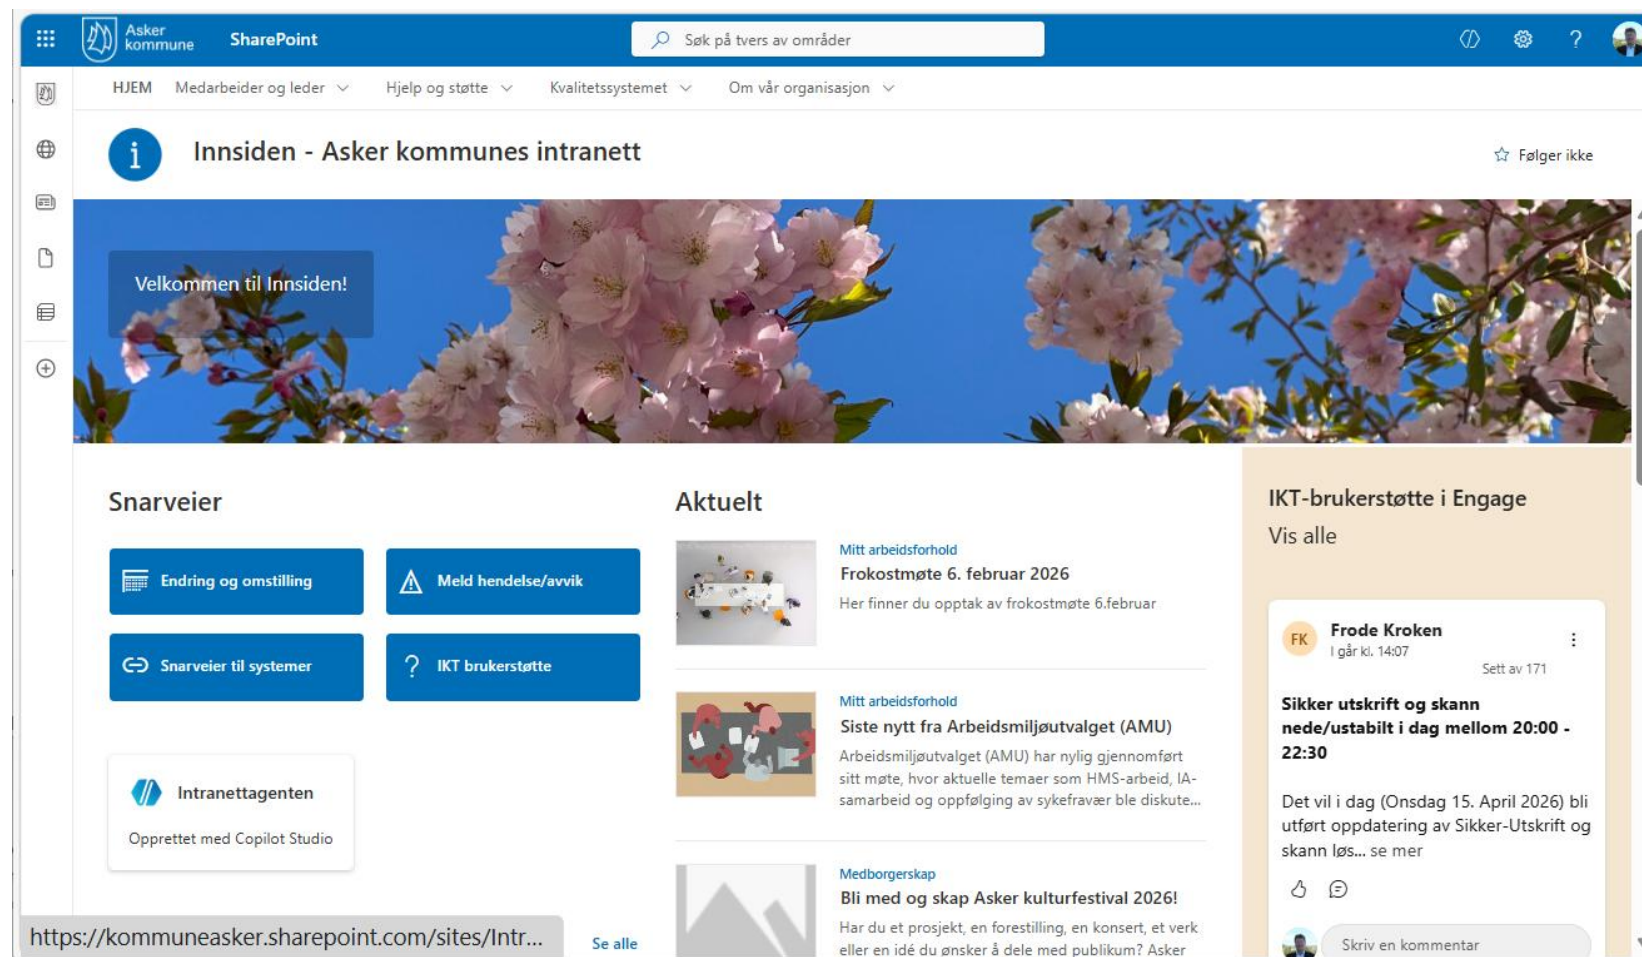 Asker
kommune
SharePoint
Søk på tvers av områder
HJEM
Medarbeider og leder
Hjelp og støtte
Kvalitetssystemet
Om vår organisasjon
Innsiden - Asker kommunes intranett
Følger ikke
Velkommen til Innsiden!
Snarveier
Endring og omstilling
Meld hendelse/avvik
Snarveier til systemer
IKT brukerstøtte
Intranettagenten
Opprettet med Copilot Studio
Se alle
https://kommuneasker.sharepoint.com/sites/Intr...
Aktuelt
Mitt arbeidsforhold
Frokostmøte 6. februar 2026
Her finner du opptak av frokostmøte 6.februar
Mitt arbeidsforhold
Siste nytt fra Arbeidsmiljøutvalget (AMU)
Arbeidsmiljøutvalget (AMU) har nylig gjennomført
sitt møte, hvor aktuelle temaer som HMS-arbeid, IA-
samarbeid og oppfølging av sykefravær ble diskute...
Medborgerskap
Bli med og skap Asker kulturfestival 2026!
Har du et prosjekt, en forestilling, en konsert, et verk
eller en idé du ønsker å dele med publikum? Asker
IKT-brukerstøtte i Engage
Vis alle
FK
Frode Kroken
I går kl. 14:07
Sett av 171
Sikker utskrift og skann
nede/ustabilt i dag mellom 20:00 -
22:30
Det vil i dag (Onsdag 15. April 2026) bli
utført oppdatering av Sikker-Utskrift og
skann løs... se mer
Skriv en kommentar